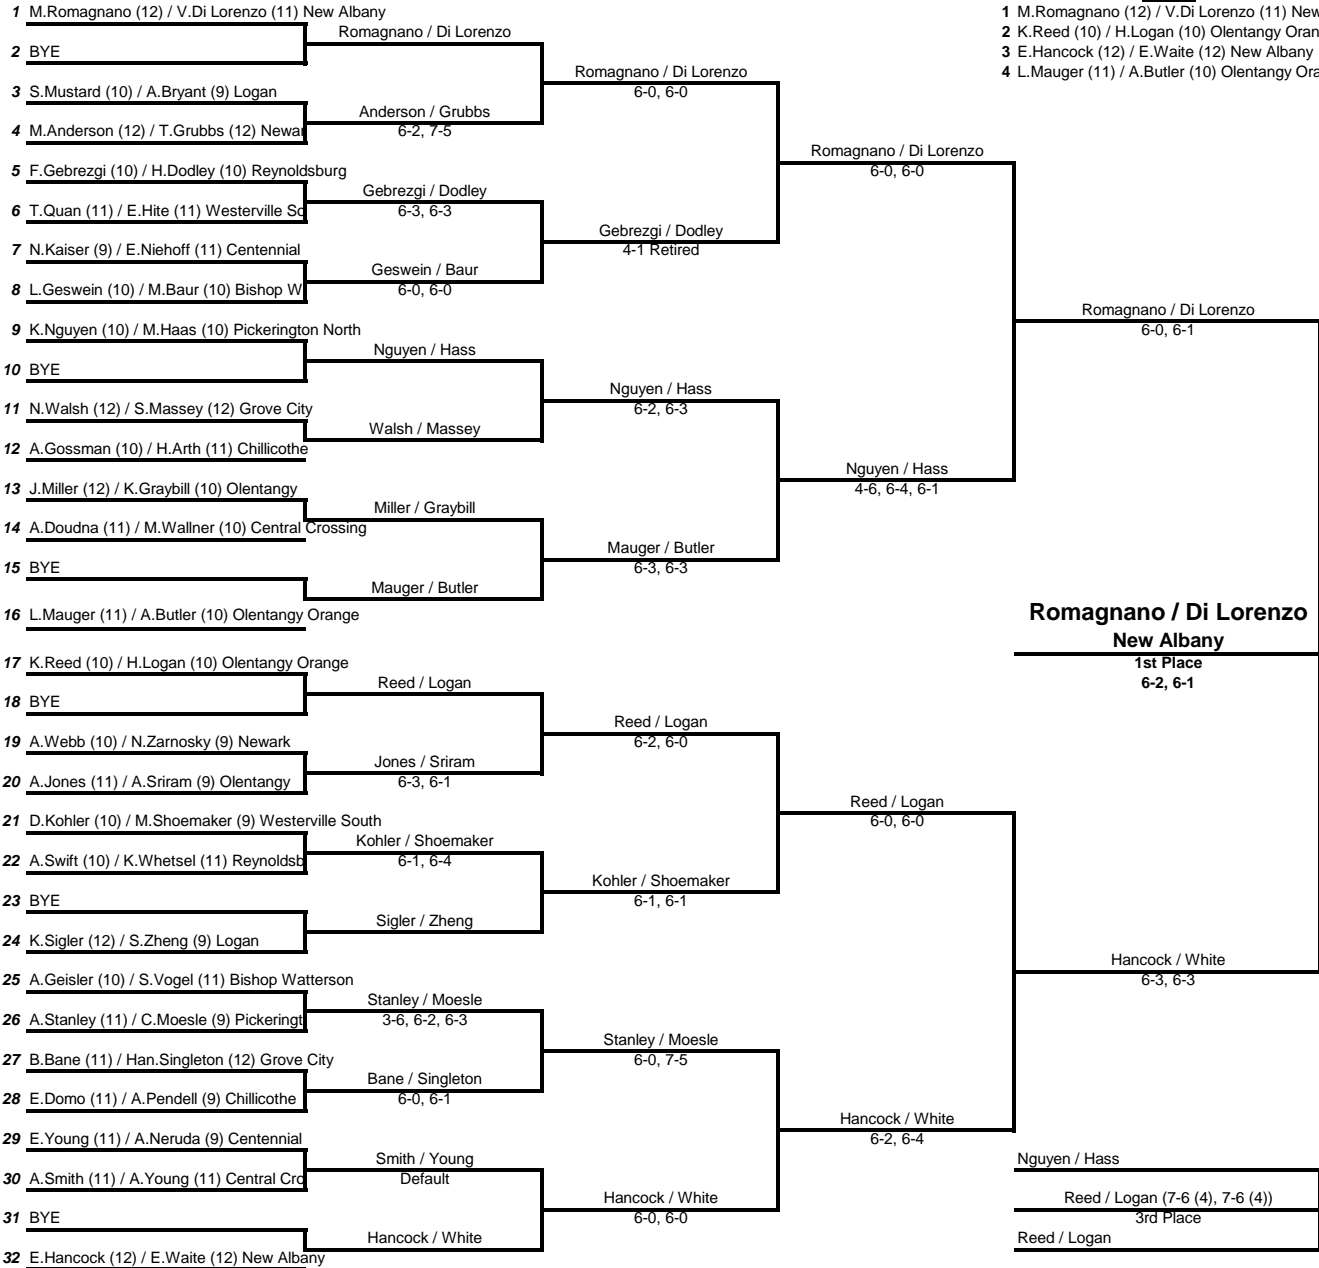 1 M.Romagnano (12) / V.Di Lorenzo (11) New Albany
2 BYE
3 S.Mustard (10) / A.Bryant (9) Logan
4 M.Anderson (12) / T.Grubbs (12) Newar
5 F.Gebrezgi (10) / H.Dodley (10) Reynoldsburg
6 T.Quan (11) / E.Hite (11) Westerville So
7 N.Kaiser (9) / E.Niehoff (11) Centennial
8 L.Geswein (10) / M.Baur (10) Bishop W
9 K.Nguyen (10) / M.Haas (10) Pickerington North
10 BYE
11 N.Walsh (12) / S.Massey (12) Grove City
12 A.Gossman (10) / H.Arth (11) Chillicothe
13 J.Miller (12) / K.Graybill (10) Olentangy
14 A.Doudna (11) / M.Wallner (10) Central Crossing
15 BYE
16 L.Mauger (11) / A.Butler (10) Olentangy Orange
17 K.Reed (10) / H.Logan (10) Olentangy Orange
18 BYE
19 A.Webb (10) / N.Zarnosky (9) Newark
20 A.Jones (11) / A.Sriram (9) Olentangy
21 D.Kohler (10) / M.Shoemaker (9) Westerville South
22 A.Swift (10) / K.Whetsel (11) Reynoldsb
23 BYE
24 K.Sigler (12) / S.Zheng (9) Logan
25 A.Geisler (10) / S.Vogel (11) Bishop Watterson
26 A.Stanley (11) / C.Moesle (9) Pickeringt
27 B.Bane (11) / Han.Singleton (12) Grove City
28 E.Domo (11) / A.Pendell (9) Chillicothe
29 E.Young (11) / A.Neruda (9) Centennial
30 A.Smith (11) / A.Young (11) Central Cro
31 BYE
32 E.Hancock (12) / E.Waite (12) New Albany
Romagnano / Di Lorenzo
Anderson / Grubbs
6-2, 7-5
Gebrezgi / Dodley
6-3, 6-3
Geswein / Baur
6-0, 6-0
Nguyen / Hass
Walsh / Massey
Miller / Graybill
Mauger / Butler
Reed / Logan
Jones / Sriram
6-3, 6-1
Kohler / Shoemaker
6-1, 6-4
Sigler / Zheng
Stanley / Moesle
3-6, 6-2, 6-3
Bane / Singleton
6-0, 6-1
Smith / Young
Default
Hancock / White
Romagnano / Di Lorenzo
6-0, 6-0
Gebrezgi / Dodley
4-1 Retired
Nguyen / Hass
6-2, 6-3
Mauger / Butler
6-3, 6-3
Reed / Logan
6-2, 6-0
Kohler / Shoemaker
6-1, 6-1
Stanley / Moesle
6-0, 7-5
Hancock / White
6-0, 6-0
Romagnano / Di Lorenzo
6-0, 6-0
Nguyen / Hass
4-6, 6-4, 6-1
Reed / Logan
6-0, 6-0
Hancock / White
6-2, 6-4
1 M.Romagnano (12) / V.Di Lorenzo (11) New
2 K.Reed (10) / H.Logan (10) Olentangy Oran
3 E.Hancock (12) / E.Waite (12) New Albany
4 L.Mauger (11) / A.Butler (10) Olentangy Ora
Romagnano / Di Lorenzo
6-0, 6-1
Romagnano / Di Lorenzo
New Albany
1st Place
6-2, 6-1
Hancock / White
6-3, 6-3
Nguyen / Hass
Reed / Logan (7-6 (4), 7-6 (4))
3rd Place
Reed / Logan